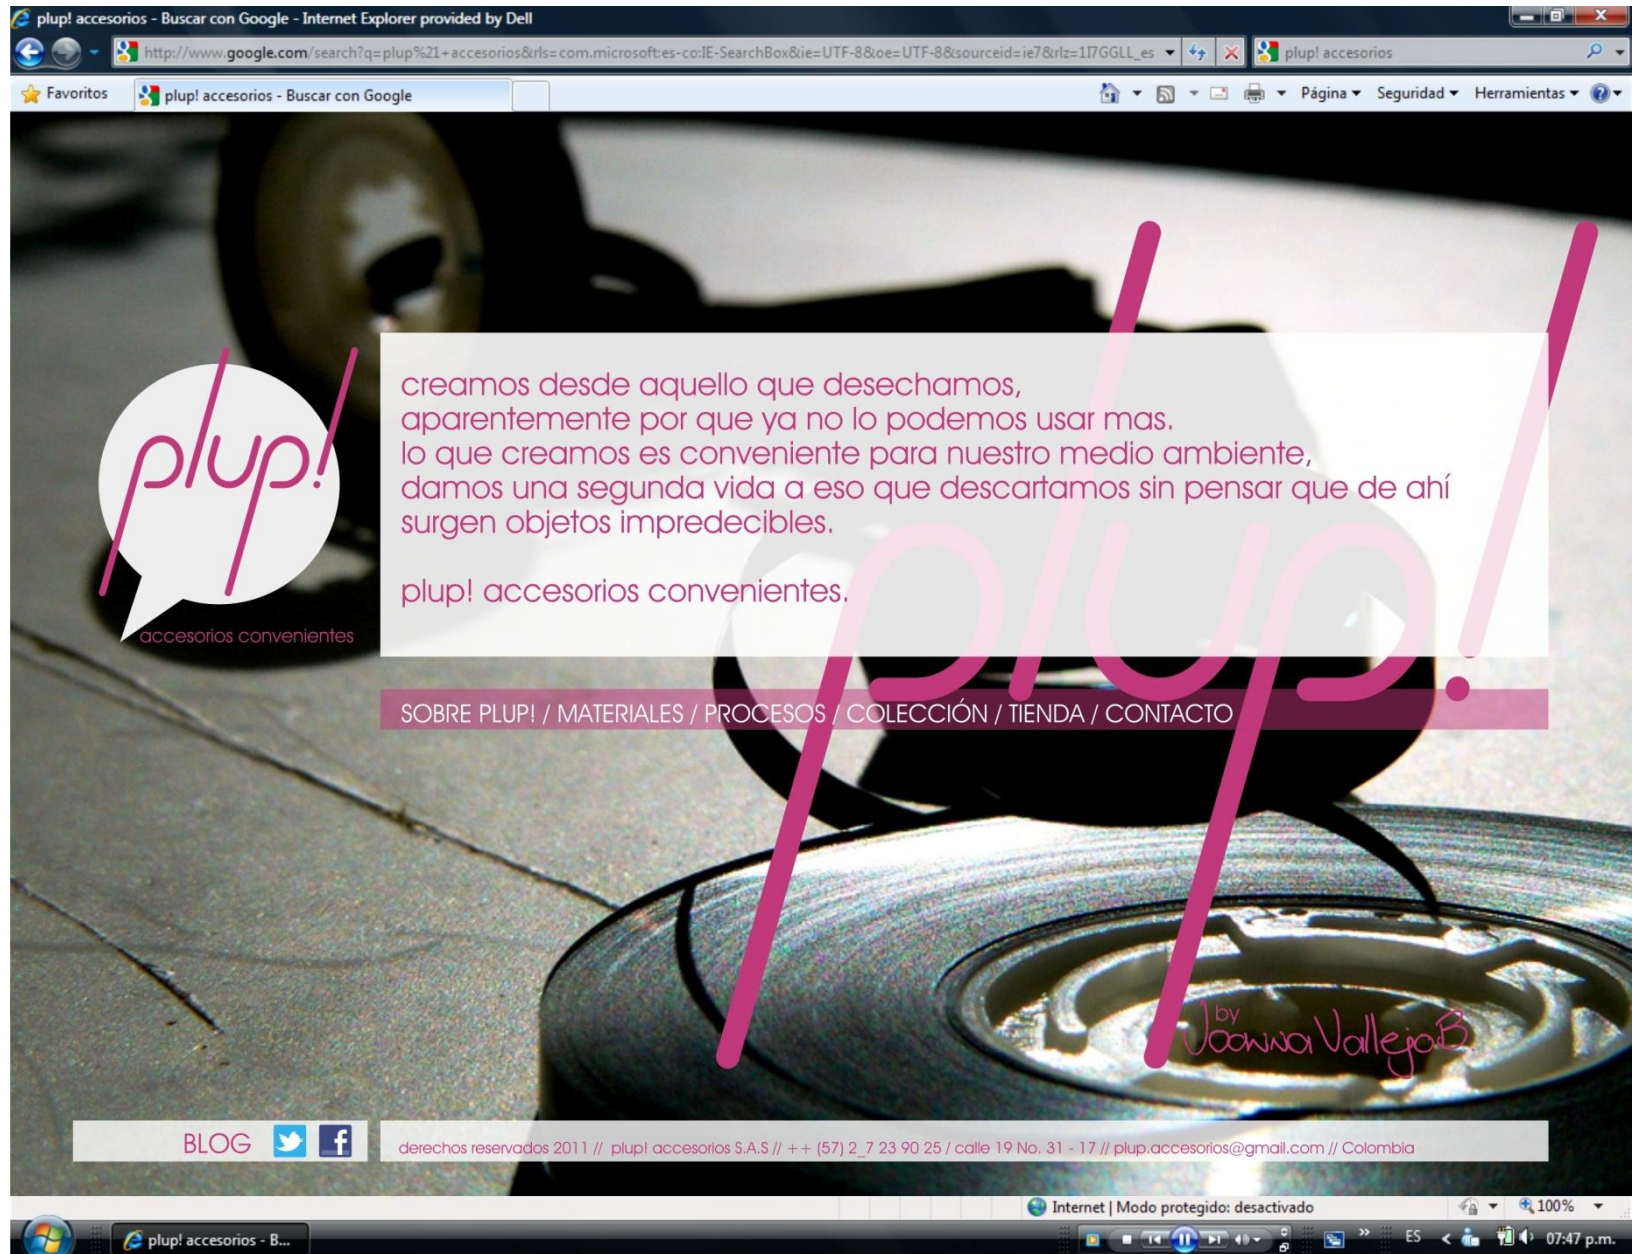 plup! accesorios - Buscar con Google - Internet Explorer provided by Dell
http://www.google.com/search?q=plup%21+accesorios&rls=com.microsoft:es-co:IE-SearchBox&ie=UTF-8&oe=UTF-8&sourceid=ie7&rlz=1I7GGLL_es
plup! accesorios
Favoritos
plup! accesorios - Buscar con Google
Página
Seguridad
Herramientas
plup!
accesorios convenientes
creamos desde aquello que desechamos,
aparentemente por que ya no lo podemos usar mas.
lo que creamos es conveniente para nuestro medio ambiente,
damos una segunda vida a eso que descartamos sin pensar que de ahí
surgen objetos impredecibles.
plup! accesorios convenientes.
plup!
SOBRE PLUP! / MATERIALES / PROCESOS / COLECCIÓN / TIENDA / CONTACTO
by
Joanna Vallejo B.
BLOG
derechos reservados 2011 // plup! accesorios S.A.S // ++ (57) 2_7 23 90 25 / calle 19 No. 31 - 17 // plup.accesorios@gmail.com // Colombia
Internet | Modo protegido: desactivado
100%
plup! accesorios - B...
ES
07:47 p.m.